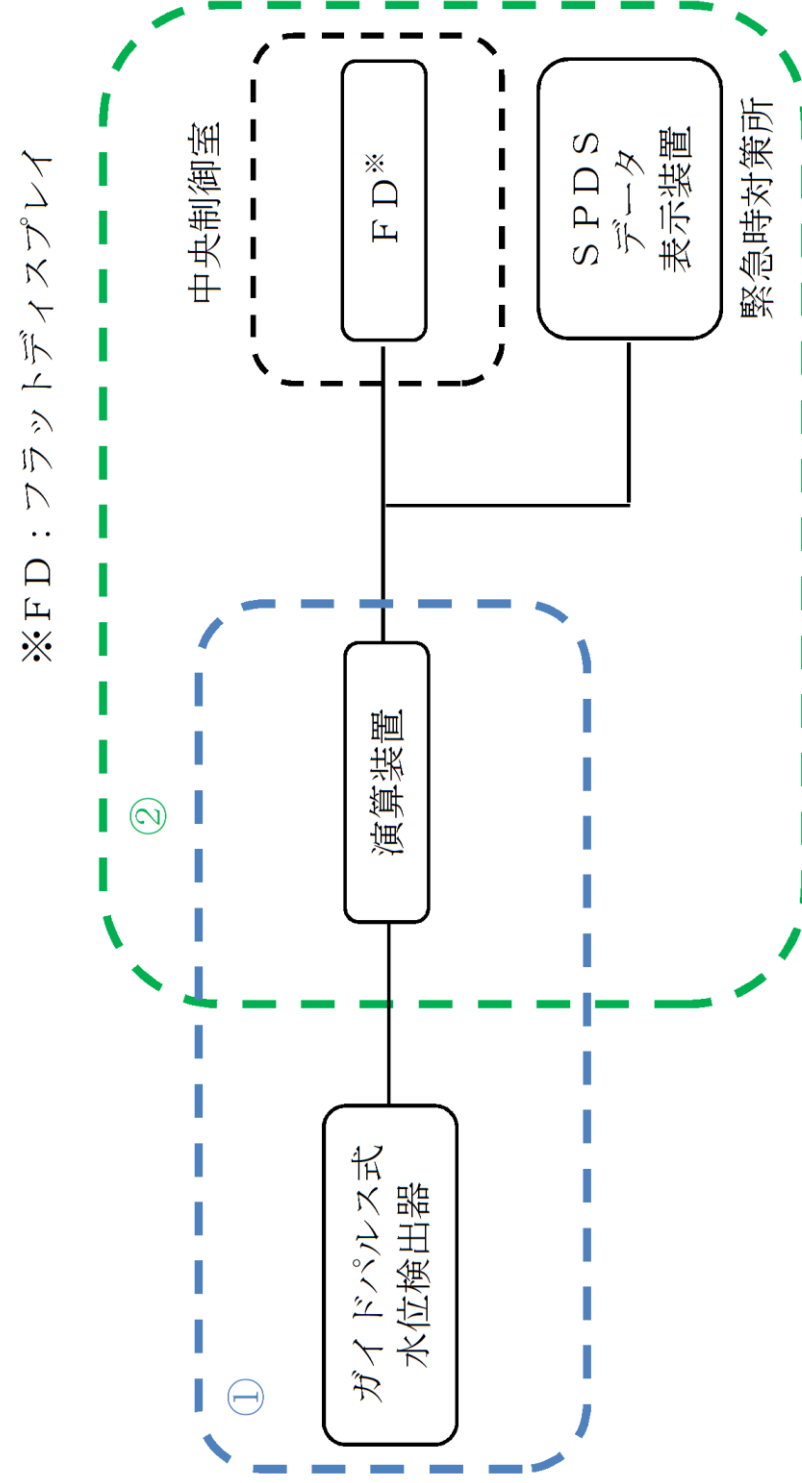 ※ＦＤ：フラットディスプレイ
①
②
ガイドパルス式
水位検出器
演算装置
中央制御室
ＦＤ※
ＳＰＤＳ
データ
表示装置
緊急時対策所